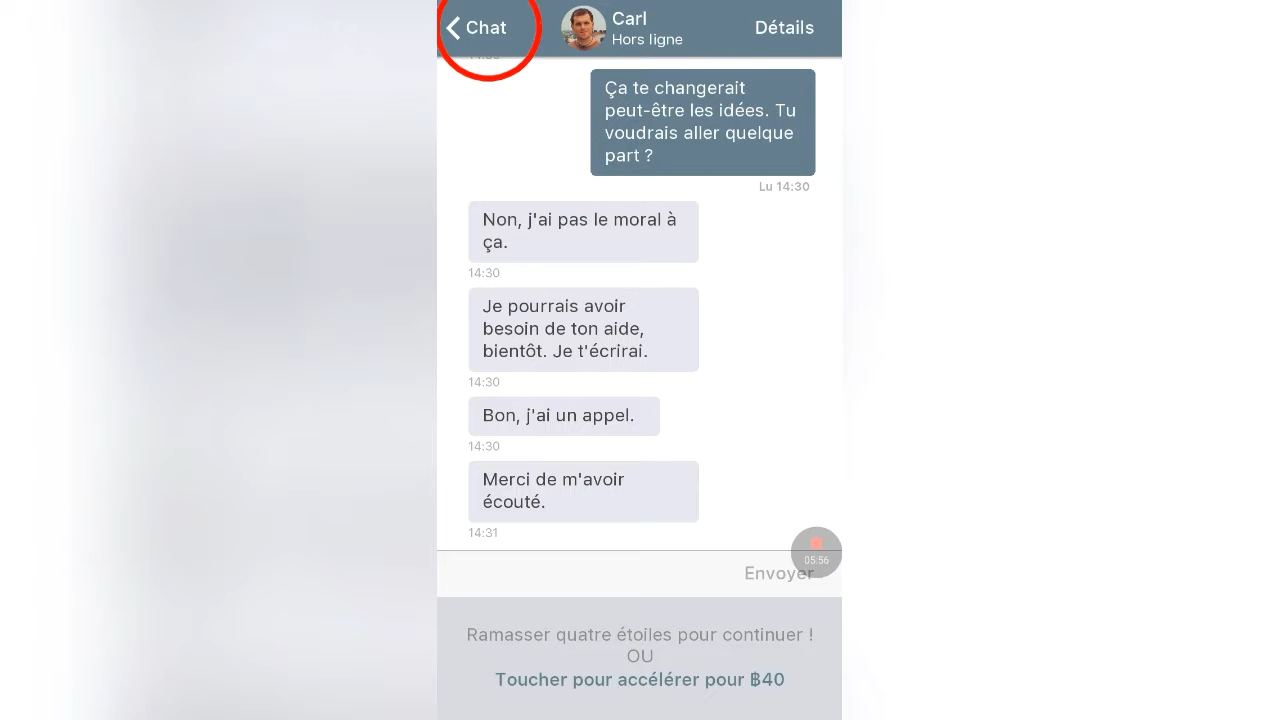 Chat
Carl
Hors ligne
Détails
Ça te changerait
peut-être les idées. Tu
voudrais aller quelque
part ?
Lu 14:30
Non, j'ai pas le moral à
ça.
14:30
Je pourrais avoir
besoin de ton aide,
bientôt. Je t'écrirai.
14:30
Bon, j'ai un appel.
14:30
Merci de m'avoir
écouté.
14:31
05:56
Envoyer
Ramasser quatre étoiles pour continuer !
OU
Toucher pour accélérer pour ฿40